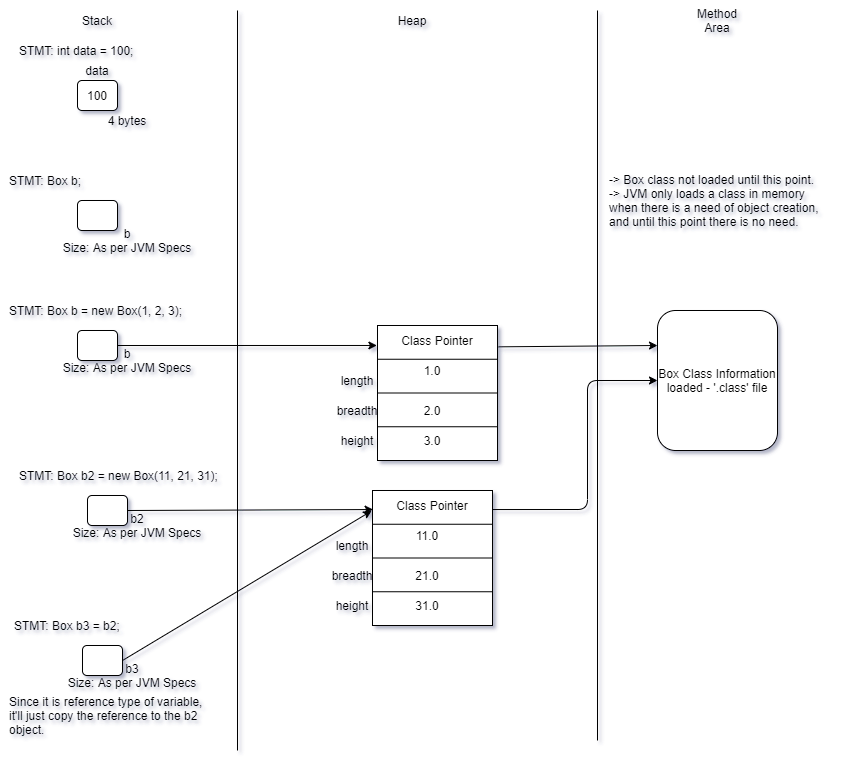 Stack
Heap
Method
Area
STMT: int data = 100;
data
100
4 bytes
STMT: Box b;
b
Size: As per JVM Specs
-> Box class not loaded until this point.
-> JVM only loads a class in memory
when there is a need of object creation,
and until this point there is no need.
STMT: Box b = new Box(1, 2, 3);
b
Size: As per JVM Specs
Class Pointer
1.0
length
breadth
2.0
height
3.0
Box Class Information
loaded - '.class' file
STMT: Box b2 = new Box(11, 21, 31);
b2
Size: As per JVM Specs
Class Pointer
11.0
length
breadth
21.0
height
31.0
STMT: Box b3 = b2;
b3
Size: As per JVM Specs
Since it is reference type of variable,
it'll just copy the reference to the b2
object.